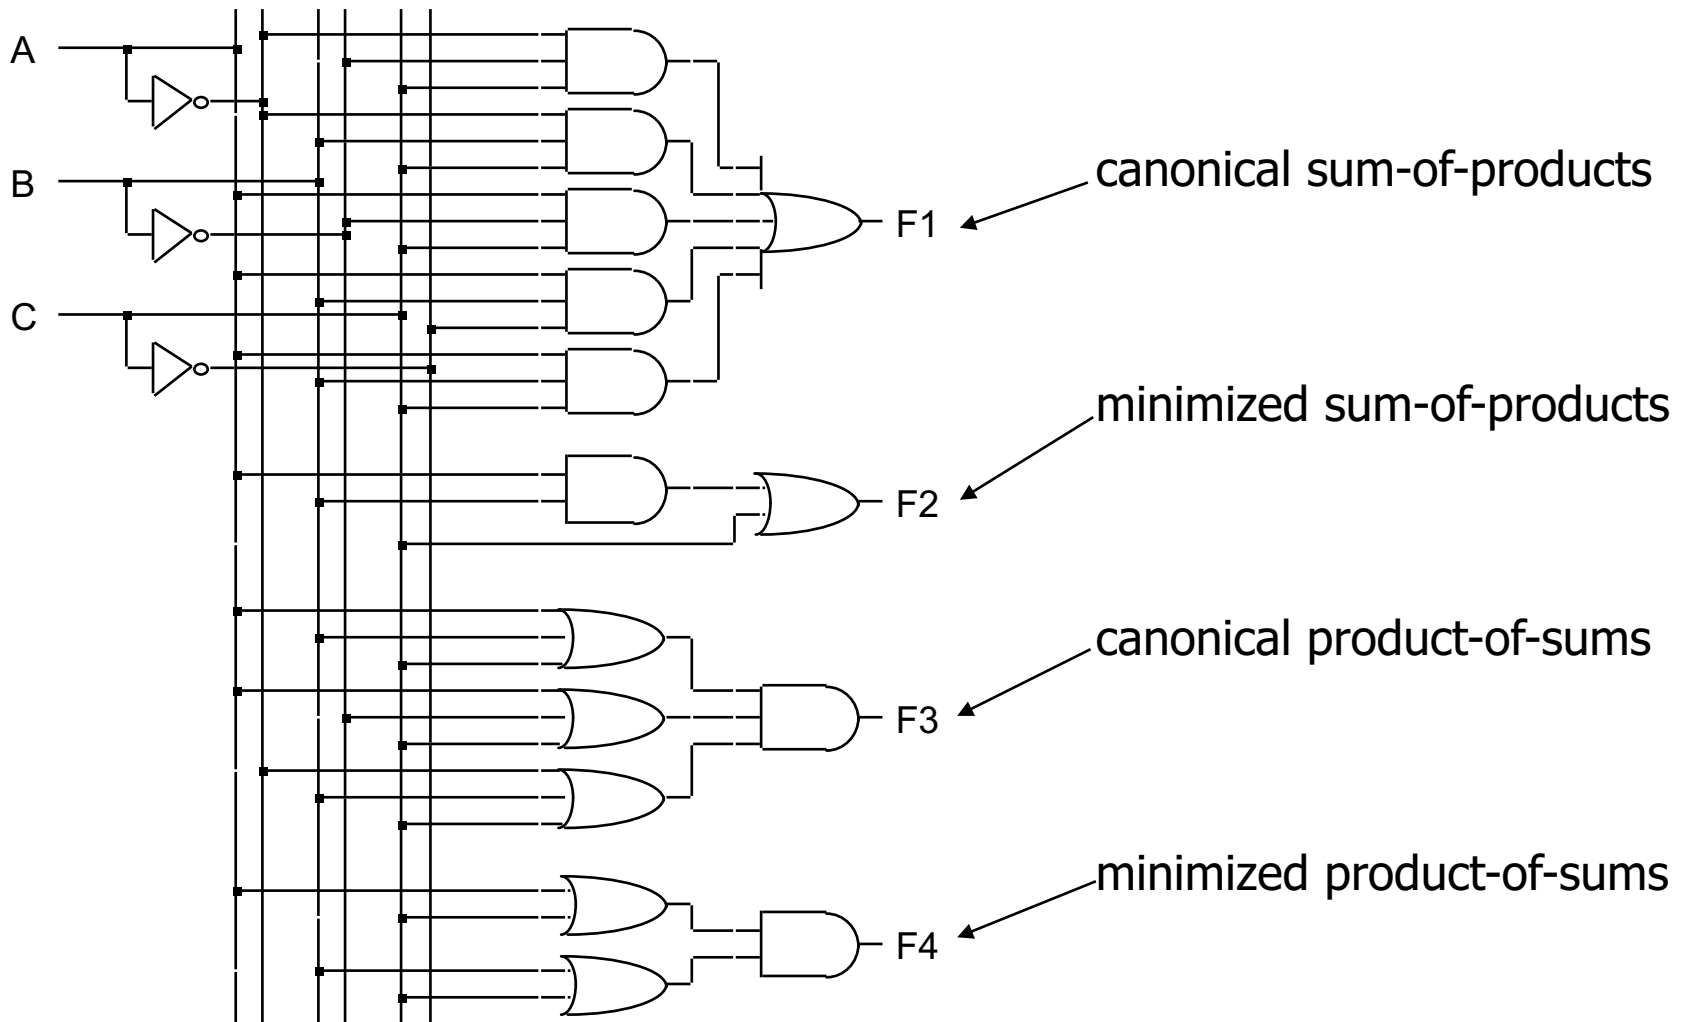 A
canonical sum-of-products
B
F1
C
minimized sum-of-products
F2
canonical product-of-sums
F3
minimized product-of-sums
F4